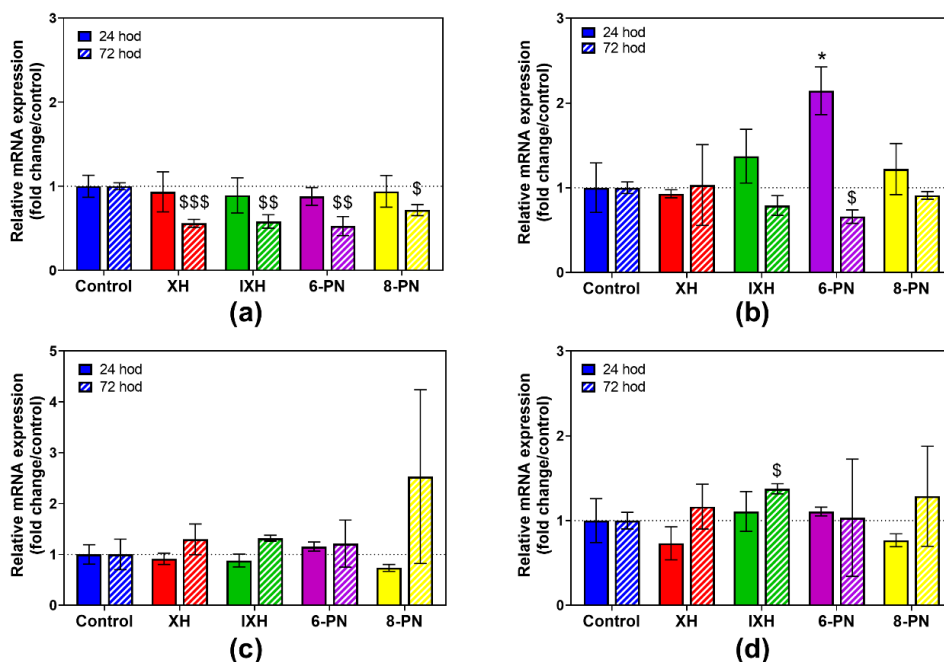 Relative mRNA expression
(fold change/control)
3
2
1
0
24 hod
72 hod
$$$
$$
$$
$
Control XH IXH 6-PN 8-PN
(a)
Relative mRNA expression
(fold change/control)
3
2
1
0
24 hod
72 hod
*
$
Control XH IXH 6-PN 8-PN
(b)
Relative mRNA expression
(fold change/control)
5
4
3
2
1
0
24 hod
72 hod
Control XH IXH 6-PN 8-PN
(c)
Relative mRNA expression
(fold change/control)
3
2
1
0
24 hod
72 hod
$
Control XH IXH 6-PN 8-PN
(d)